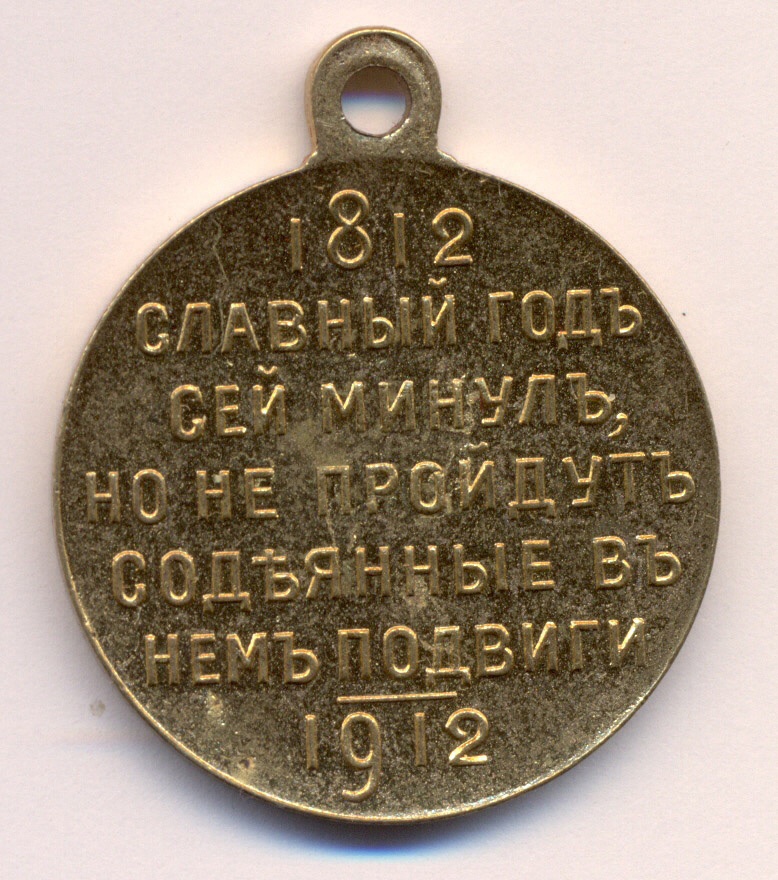 1812
СЛАВНЫЙ ГОДЪ
СЕЙ МИНУЛЪ,
НО НЕ ПРОЙДУТЪ
СОДѢЯННЫЕ ВЪ
НЕМЪ ПОДВИГИ
1912